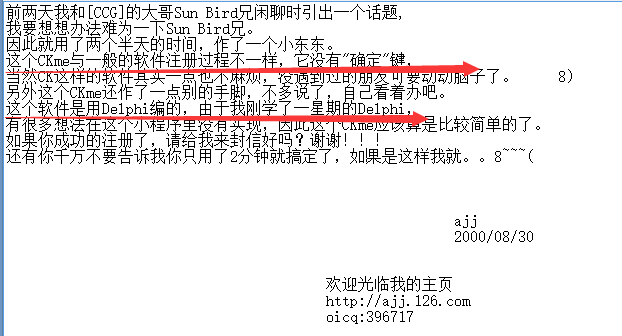 前两天我和[CCG]的大哥Sun Bird兄闲聊时引出一个话题,
我要想想办法难为一下Sun Bird兄。
因此就用了两个半天的时间，作了一个小东东。
这个CKme与一般的软件注册过程不一样，它没有"确定"键，
当然CK这样的软件其实一点也不麻烦，没遇到过的朋友可要动动脑子了。 8)
另外这个CKme还作了一点别的手脚，不多说了，自己看着办吧。
这个软件是用Delphi编的，由于我刚学了一星期的Delphi，
有很多想法在这个小程序里没有实现，因此这个CKme应该算是比较简单的了。
如果你成功的注册了，请给我来封信好吗？谢谢！！！
还有你千万不要告诉我你只用了2分钟就搞定了，如果是这样我就。。8~~~(
ajj
2000/08/30
欢迎光临我的主页
http://ajj.126.com
oicq:396717